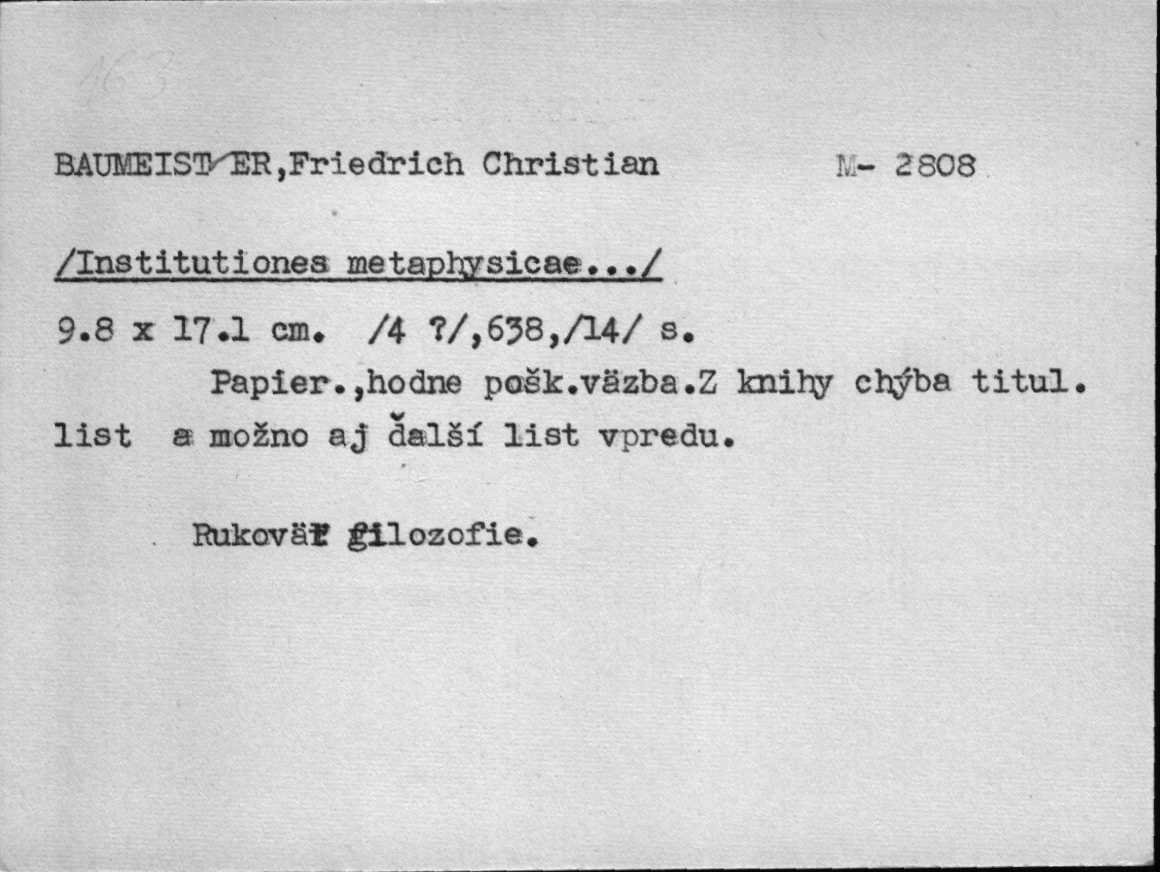 163
BAUMEISTER,Friedrich Christian M- 2808
/Institutiones metaphysicae.../
9.8 x 17.1 cm. /4 ?/,638,/14/ s.
Papier.,hodne pošk.väzba.Z knihy chýba titul.
list a možno aj ďalší list vpredu.
Rukoväť filozofie.